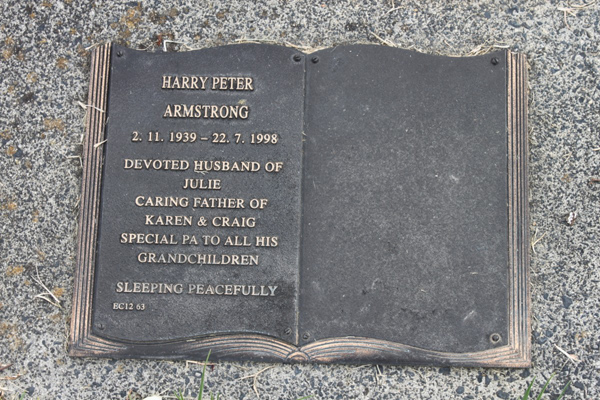 HARRY PETER
ARMSTRONG
2. 11. 1939 – 22. 7. 1998
DEVOTED HUSBAND OF
JULIE
CARING FATHER OF
KAREN & CRAIG
SPECIAL PA TO ALL HIS
GRANDCHILDREN
SLEEPING PEACEFULLY
EC12 63